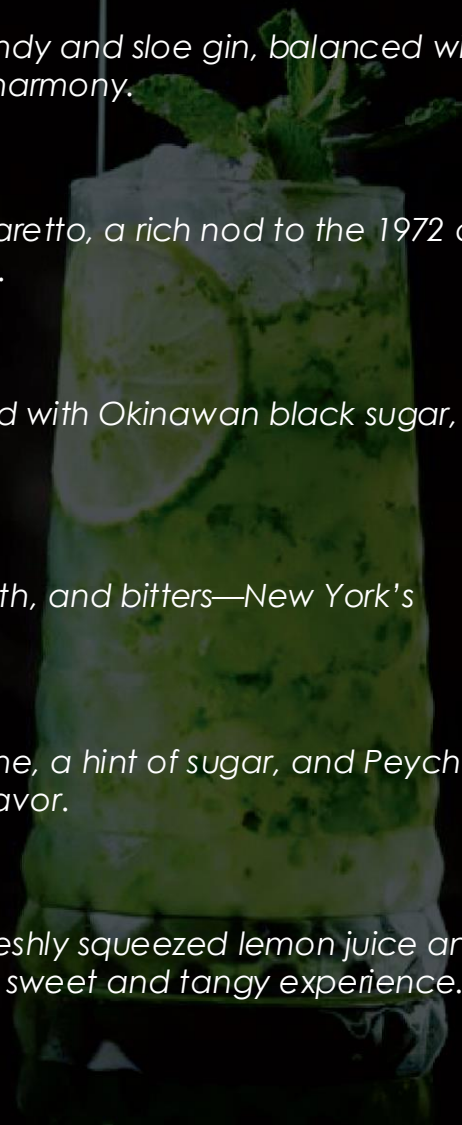 ndy and sloe gin, balanced wi
harmony.
aretto, a rich nod to the 1972
.
d with Okinawan black sugar,
th, and bitters—New York's
ne, a hint of sugar, and Peych
avor.
eshly squeezed lemon juice an
sweet and tangy experience.